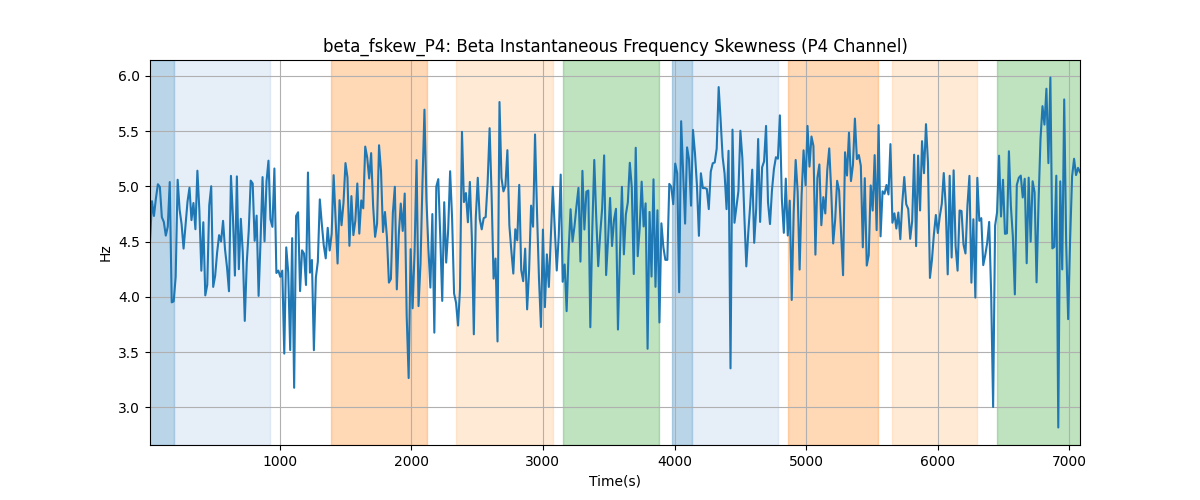 beta_fskew_P4: Beta Instantaneous Frequency Skewness (P4 Channel)
6.0
5.5
5.0
4.5
4.0
3.5
3.0
Hz
1000 2000 3000 4000 5000 6000 7000
Time(s)